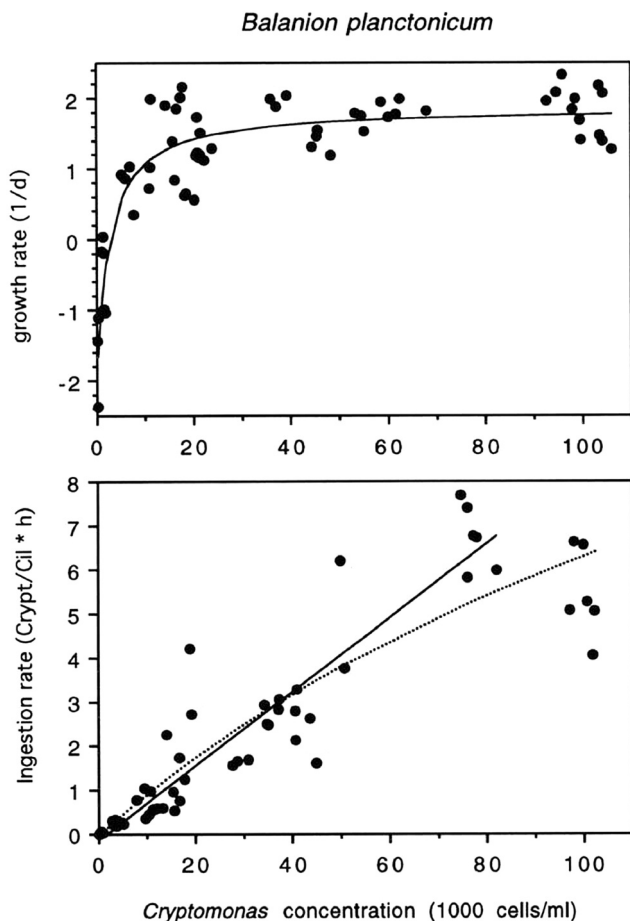 Balanion planctonicum
growth rate (1/d)
2
1
0
-1
-2
0 20 40 60 80 100
Ingestion rate (Crypt/Cil * h)
8
7
6
5
4
3
2
1
0
0 20 40 60 80 100
Cryptomonas concentration (1000 cells/ml)